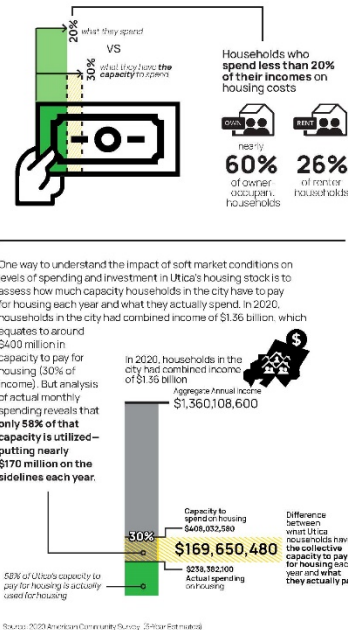 20%
what they spend
VS
30%
what they have the
capacity to spend
Households who
spend less than 20%
of their incomes on
housing costs
OWN
RENT
nearly
60%
26%
of owner-
occupant
households
of renter
households
One way to understand the impact of soft market conditions on
levels of spending and investment in Utica's housing stock is to
assess how much capacity households in the city have to pay
for housing each year and what they actually spend. In 2020,
households in the city had combined income of $1.36 billion, which
equates to around
$400 million in
capacity to pay for
housing (30% of
income). But analysis
of actual monthly
spending reveals that
only 58% of that
capacity is utilized—
putting nearly
$170 million on the
sidelines each year.
$
In 2020, households in the
city had combined income
of $1.36 billion
Aggregate Annual Income
$1,360,108,600
30%
Capacity to
spend on housing
$408,032,580
$169,650,480
$238,382,100
Actual spending
on housing
Difference
between
what Utica
households have
the collective
capacity to pay
for housing each
year and what
they actually pa
58% of Utica's capacity to
pay for housing is actually
used for housing
Source: 2020 American Community Survey (5-Year Estimates)